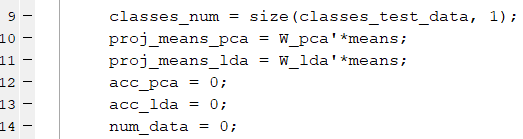 9 - classes_num = size(classes_test_data, 1);
10 - proj_means_pca = W_pca'*means;
11 - proj_means_lda = W_lda'*means;
12 - acc_pca = 0;
13 - acc_lda = 0;
14 - num_data = 0;